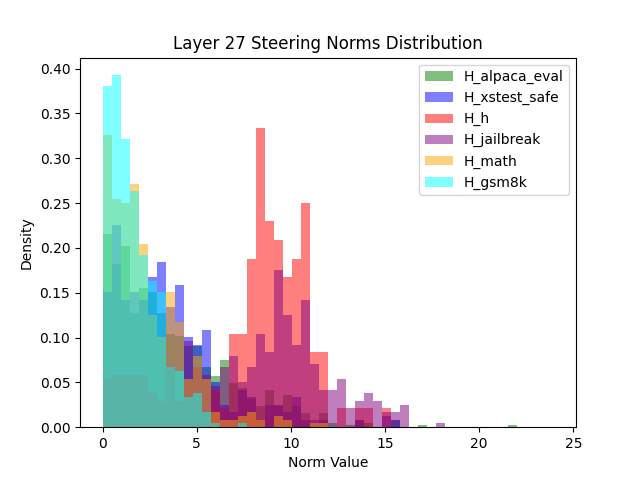 Layer 27 Steering Norms Distribution
H_alpaca_eval
H_xstest_safe
H_h
H_jailbreak
H_math
H_gsm8k
0.40
0.35
0.30
0.25
0.20
0.15
0.10
0.05
0.00
Density
0
5
10
15
20
25
Norm Value